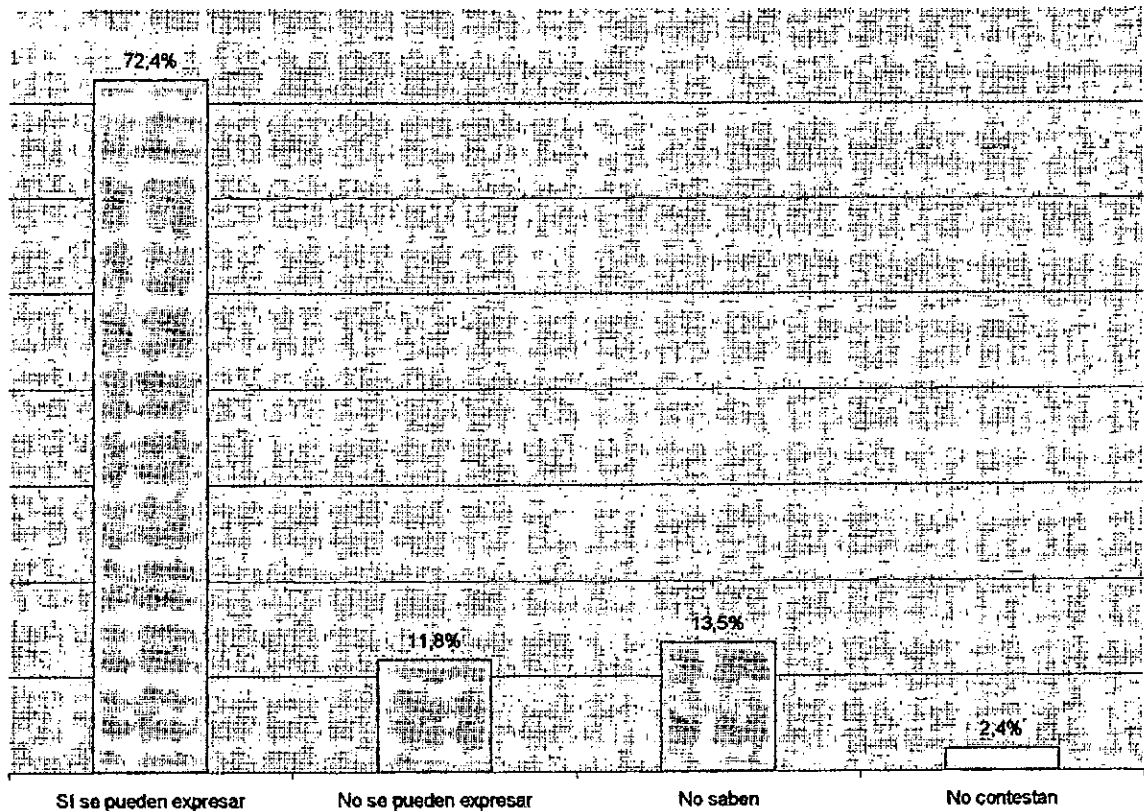 72,4%
11,8%
13,5%
2,4%
Sí se pueden expresar
No se pueden expresar
No saben
No contestan